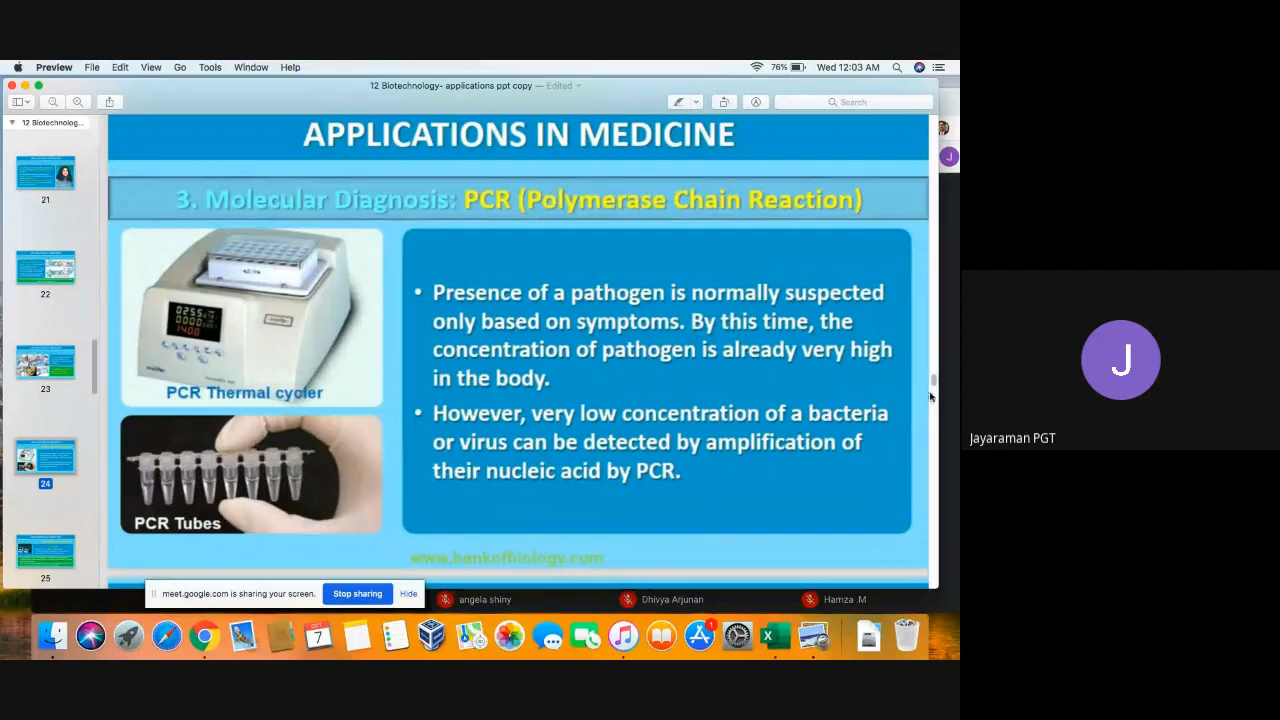 Preview File Edit View Go Tools Window Help 76% Wed 12:03 AM
12 Biotechnology- applications ppt copy — Edited
Search
12 Biotechnolog...
21
22
23
24
25
APPLICATIONS IN MEDICINE
3. Molecular Diagnosis: PCR (Polymerase Chain Reaction)
PCR Thermal cycler
PCR Tubes
• Presence of a pathogen is normally suspected
only based on symptoms. By this time, the
concentration of pathogen is already very high
in the body.
• However, very low concentration of a bacteria
or virus can be detected by amplification of
their nucleic acid by PCR.
www.bankofbiology.com
meet.google.com is sharing your screen. Stop sharing Hide
angela shiny Dhivya Arjunan Hamza .M
OCT
7
1
J
J
Jayaraman PGT